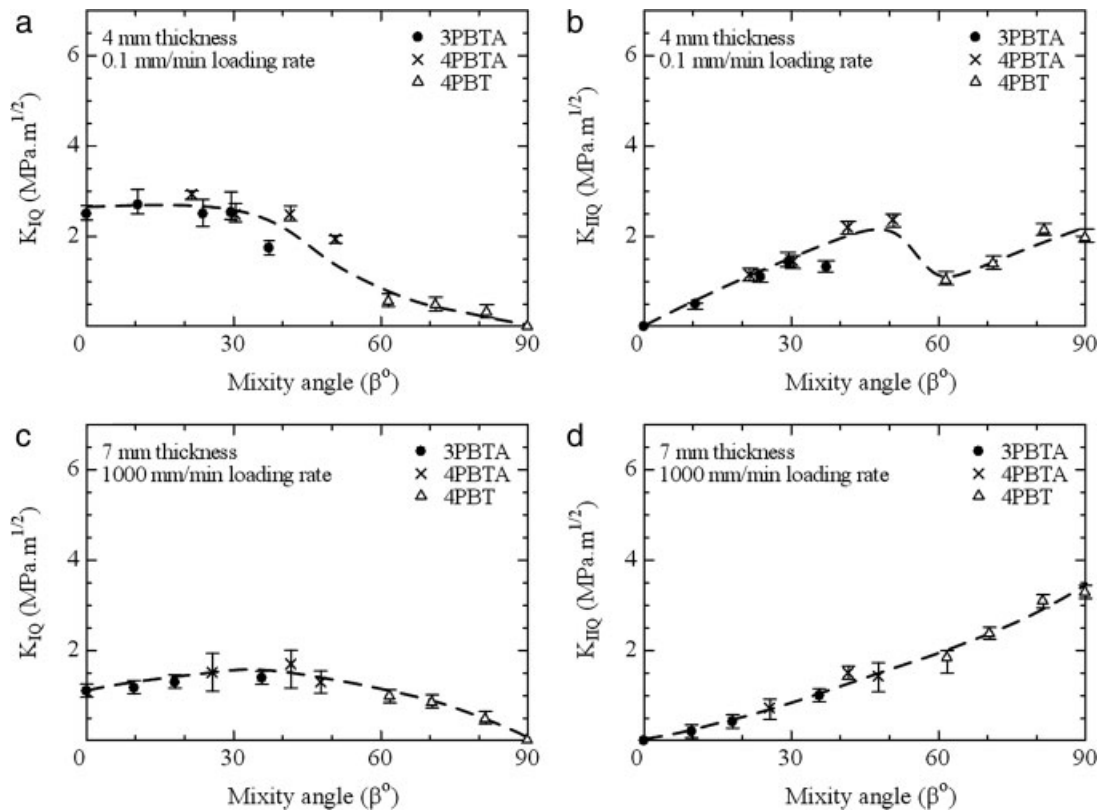 a
4 mm thickness
0.1 mm/min loading rate
3PBTA
4PBTA
4PBT
K_IQ (MPa.m^1/2)
6
4
2
0
0 30 60 90
Mixity angle (β°)
b
4 mm thickness
0.1 mm/min loading rate
3PBTA
4PBTA
4PBT
K_IIQ (MPa.m^1/2)
6
4
2
0
0 30 60 90
Mixity angle (β°)
c
7 mm thickness
1000 mm/min loading rate
3PBTA
4PBTA
4PBT
K_IQ (MPa.m^1/2)
6
4
2
0
0 30 60 90
Mixity angle (β°)
d
7 mm thickness
1000 mm/min loading rate
3PBTA
4PBTA
4PBT
K_IIQ (MPa.m^1/2)
6
4
2
0
0 30 60 90
Mixity angle (β°)